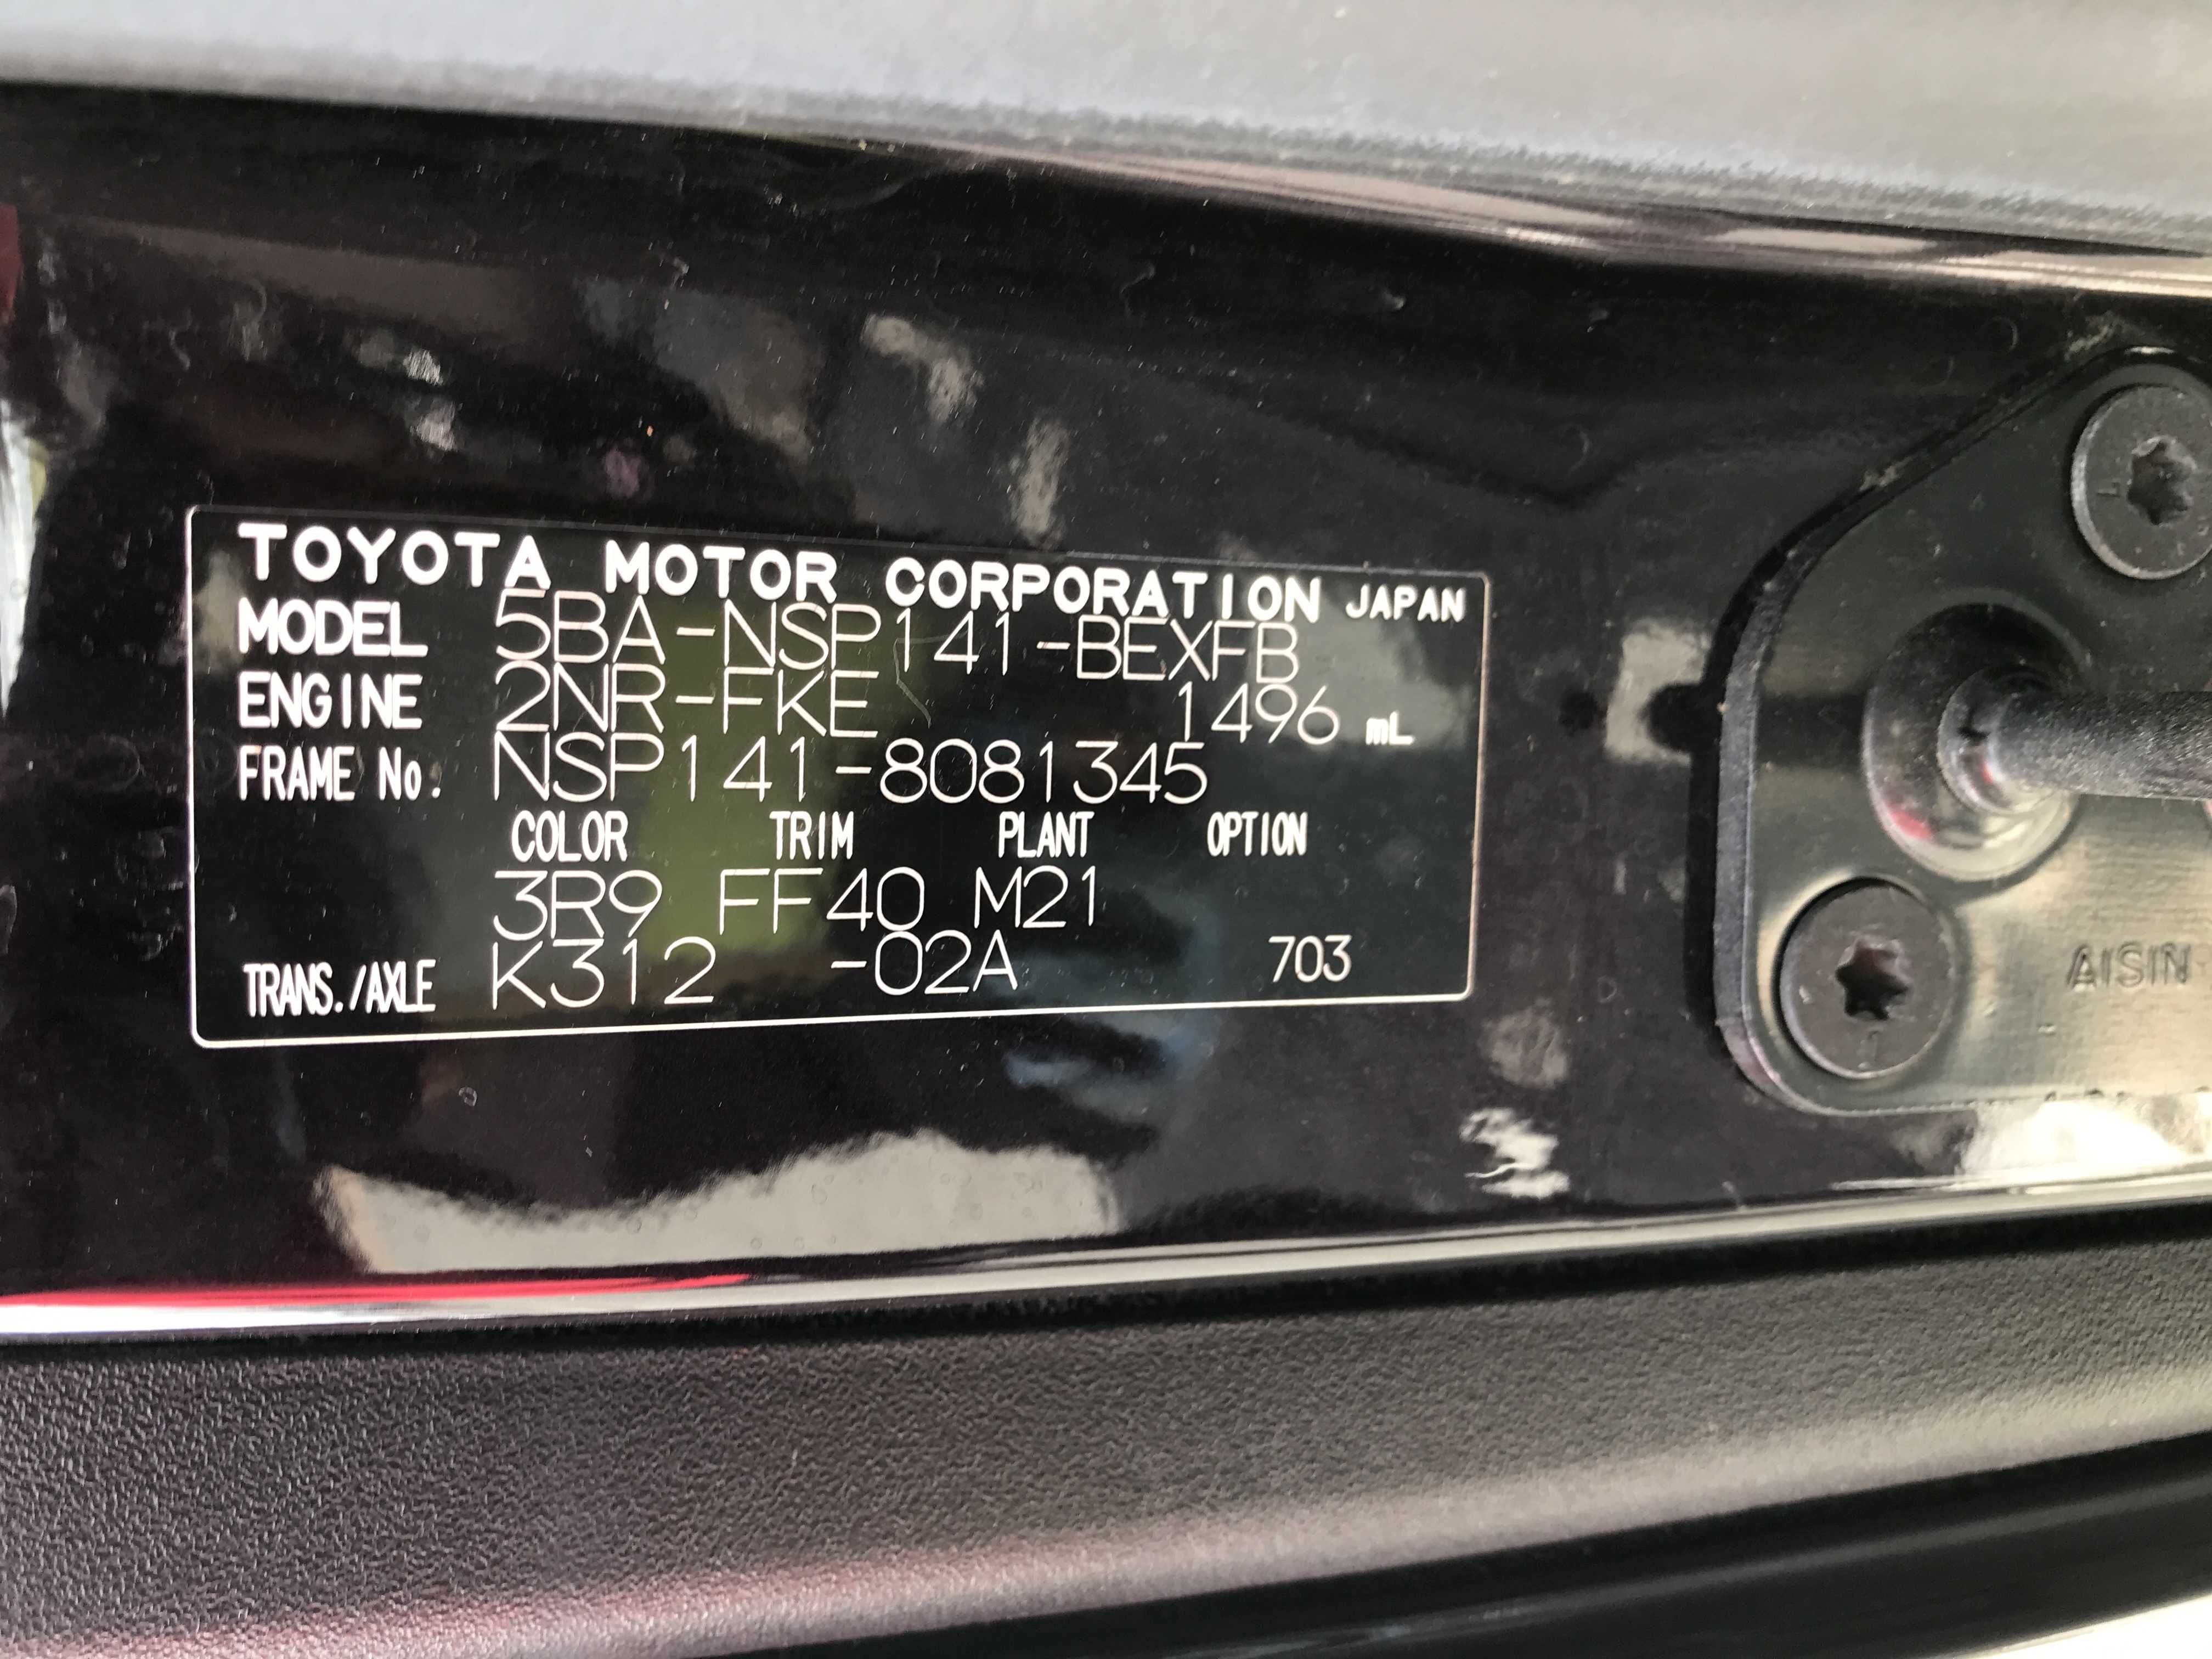 TOYOTA MOTOR CORPORATION JAPAN
MODEL 5BA-NSP141-BEXFB
ENGINE 2NR-FKE 1496 mL
FRAME No. NSP141-8081345
COLOR TRIM PLANT OPTION
3R9 FF40 M21
TRANS./AXLE K312 -02A 703
AISIN